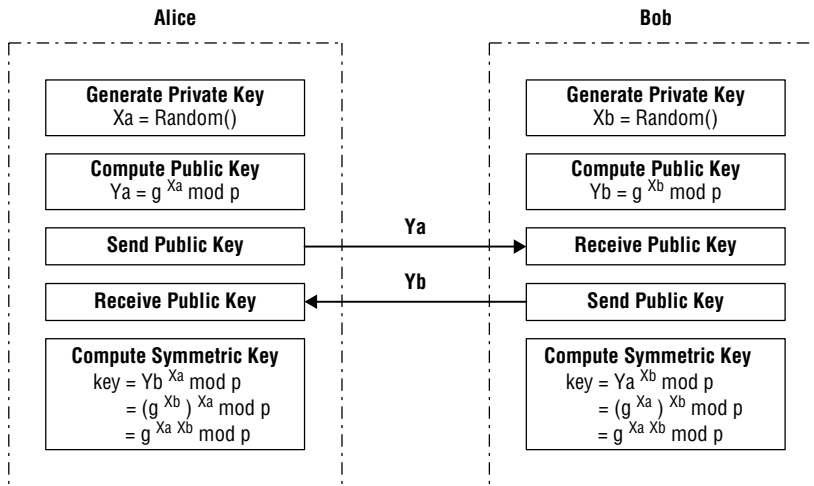 Alice
Generate Private Key
Xa = Random()
Compute Public Key
Ya = g ^Xa mod p
Send Public Key
Receive Public Key
Compute Symmetric Key
key = Yb ^Xa mod p
= (g ^Xb ) ^Xa mod p
= g ^Xa Xb mod p
Ya
Yb
Bob
Generate Private Key
Xb = Random()
Compute Public Key
Yb = g ^Xb mod p
Receive Public Key
Send Public Key
Compute Symmetric Key
key = Ya ^Xb mod p
= (g ^Xa ) ^Xb mod p
= g ^Xa Xb mod p